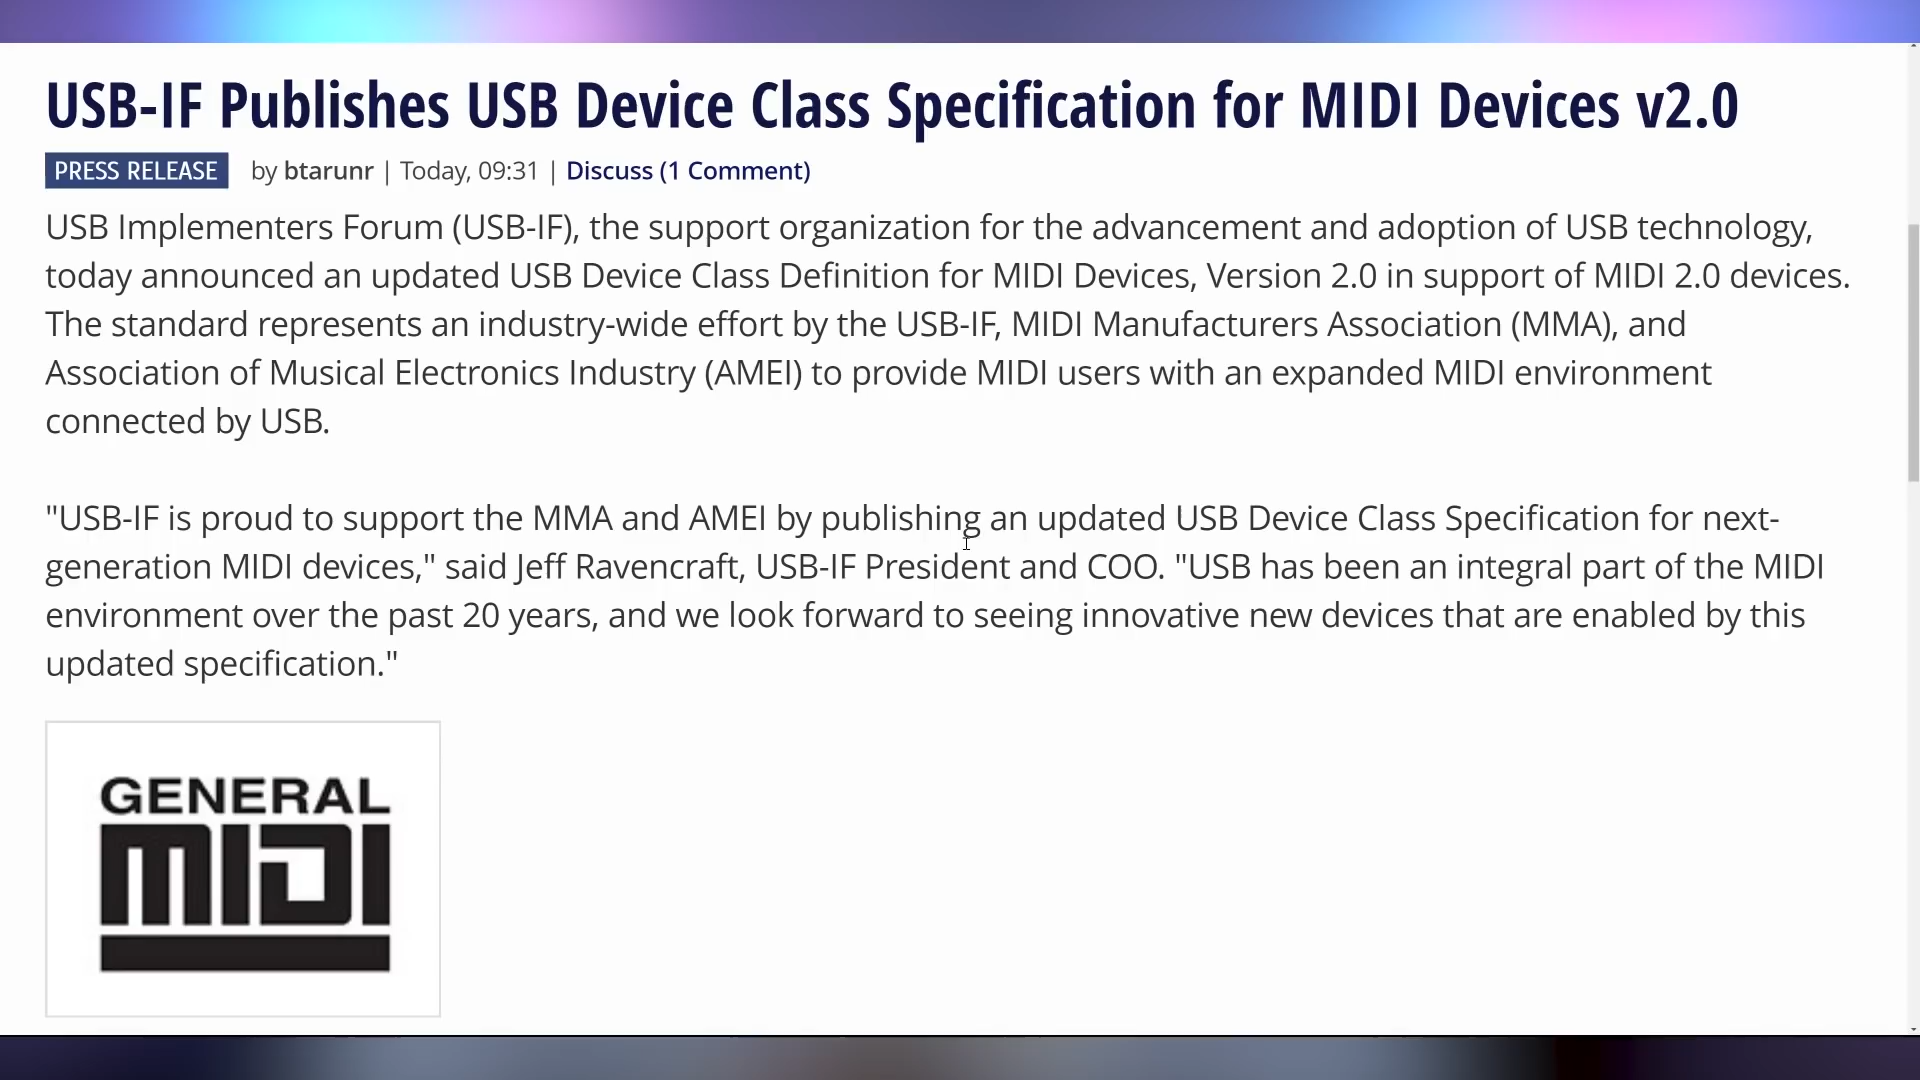 USB-IF Publishes USB Device Class Specification for MIDI Devices v2.0
PRESS RELEASE by btarunr | Today, 09:31 | Discuss (1 Comment)
USB Implementers Forum (USB-IF), the support organization for the advancement and adoption of USB technology,
today announced an updated USB Device Class Definition for MIDI Devices, Version 2.0 in support of MIDI 2.0 devices.
The standard represents an industry-wide effort by the USB-IF, MIDI Manufacturers Association (MMA), and
Association of Musical Electronics Industry (AMEI) to provide MIDI users with an expanded MIDI environment
connected by USB.
"USB-IF is proud to support the MMA and AMEI by publishing an updated USB Device Class Specification for next-
generation MIDI devices," said Jeff Ravencraft, USB-IF President and COO. "USB has been an integral part of the MIDI
environment over the past 20 years, and we look forward to seeing innovative new devices that are enabled by this
updated specification."
GENERAL
MIDI